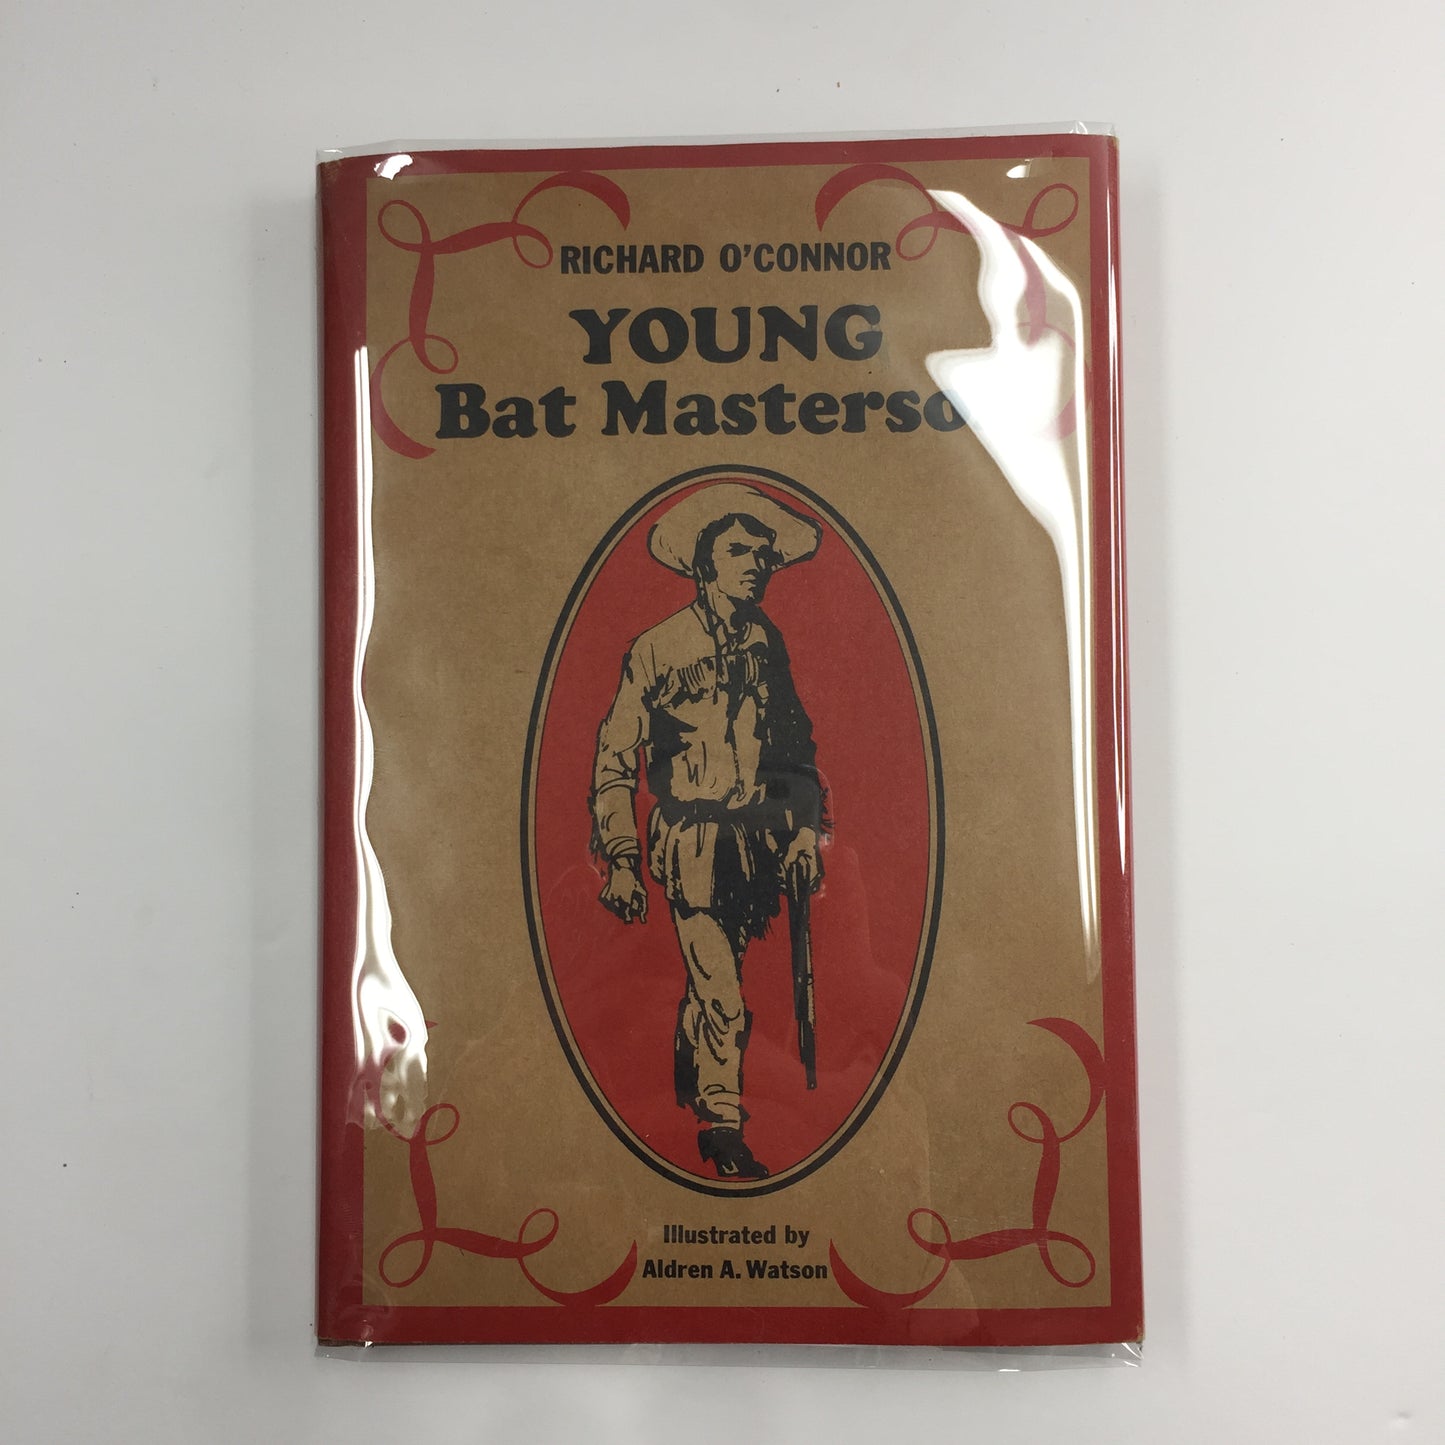 RICHARD O'CONNOR
YOUNG
Bat Masterso
Illustrated by
Aldren A. Watson